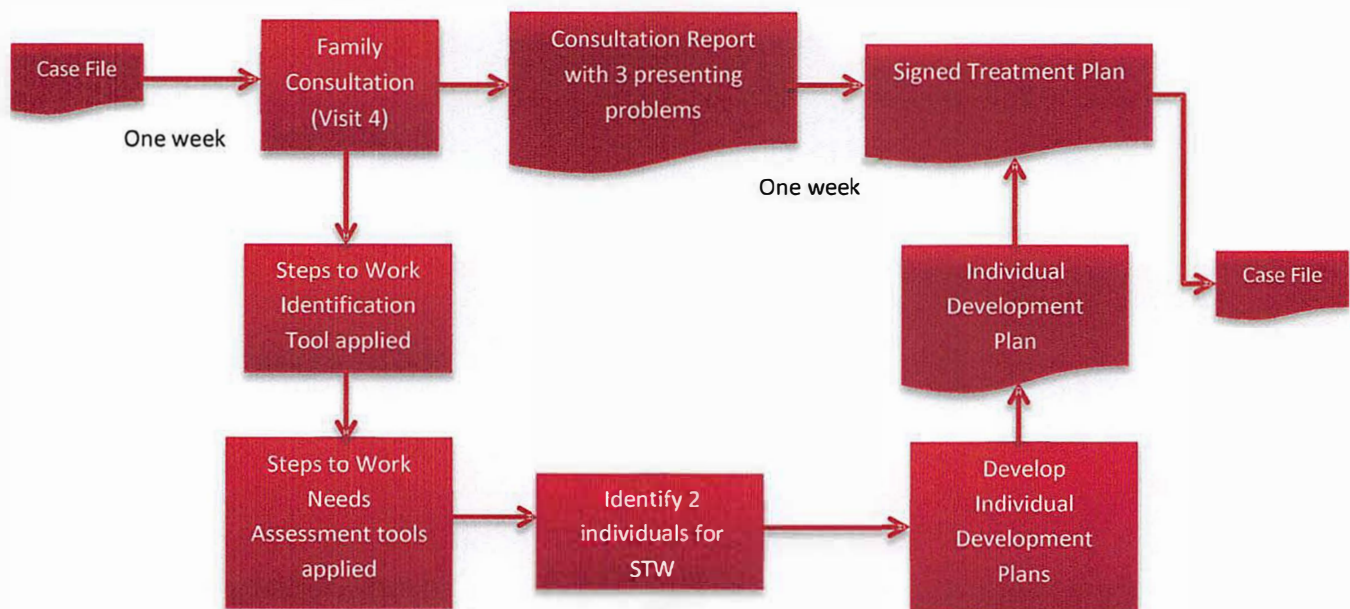 Case File
One week
Family
Consultation
(Visit 4)
Consultation Report
with 3 presenting
problems
One week
Signed Treatment Plan
Case File
Steps to Work
Identification
Tool applied
Steps to Work
Needs
Assessment tools
applied
Identify 2
individuals for
STW
Develop
Individual
Development
Plans
Individual
Development
Plan